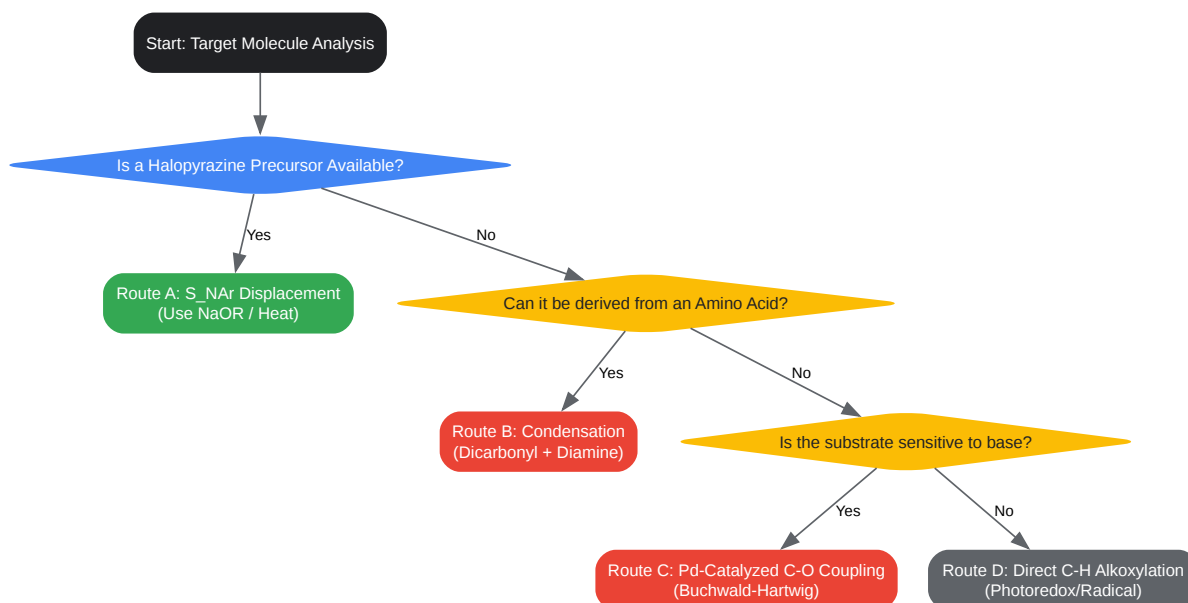 Start: Target Molecule Analysis
Is a Halopyrazine Precursor Available?
Yes
No
Route A: S_NAr Displacement
(Use NaOR / Heat)
Can it be derived from an Amino Acid?
Yes
No
Route B: Condensation
(Dicarbonyl + Diamine)
Is the substrate sensitive to base?
Yes
No
Route C: Pd-Catalyzed C-O Coupling
(Buchwald-Hartwig)
Route D: Direct C-H Alkoxylation
(Photoredox/Radical)